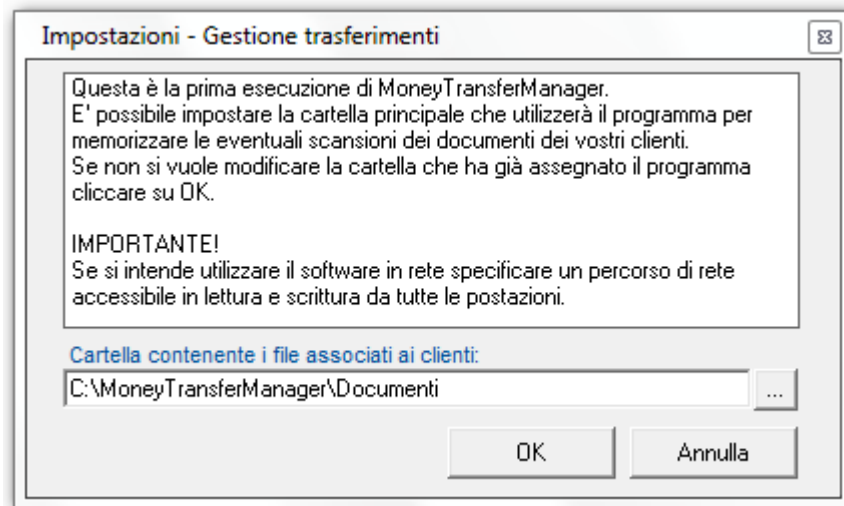 Impostazioni - Gestione trasferimenti
Questa è la prima esecuzione di MoneyTransferManager.
E' possibile impostare la cartella principale che utilizzerà il programma per
memorizzare le eventuali scansioni dei documenti dei vostri clienti.
Se non si vuole modificare la cartella che ha già assegnato il programma
cliccare su OK.
IMPORTANTE!
Se si intende utilizzare il software in rete specificare un percorso di rete
accessibile in lettura e scrittura da tutte le postazioni.
Cartella contenente i file associati ai clienti:
C:\MoneyTransferManager\Documenti
...
OK
Annulla